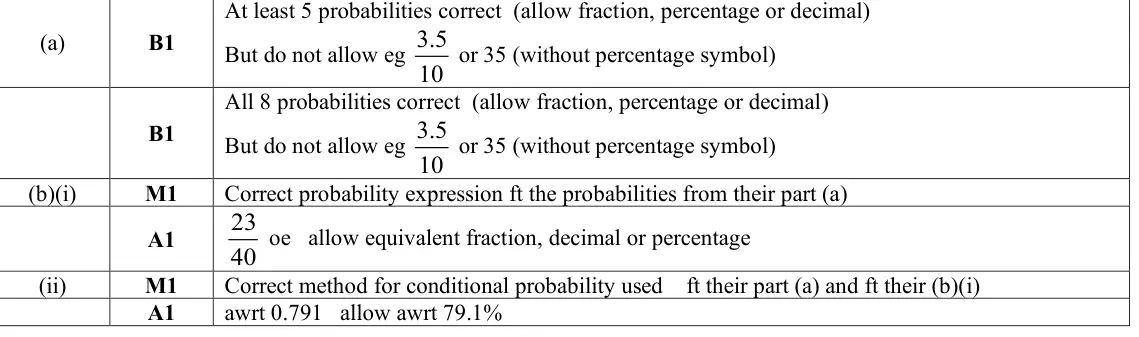 At least 5 probabilities correct (allow fraction, percentage or decimal)
(a) B1 But do not allow eg 3.5/10 or 35 (without percentage symbol)
All 8 probabilities correct (allow fraction, percentage or decimal)
B1 But do not allow eg 3.5/10 or 35 (without percentage symbol)
(b)(i) M1 Correct probability expression ft the probabilities from their part (a)
A1 23/40 oe allow equivalent fraction, decimal or percentage
(ii) M1 Correct method for conditional probability used ft their part (a) and ft their (b)(i)
A1 awrt 0.791 allow awrt 79.1%